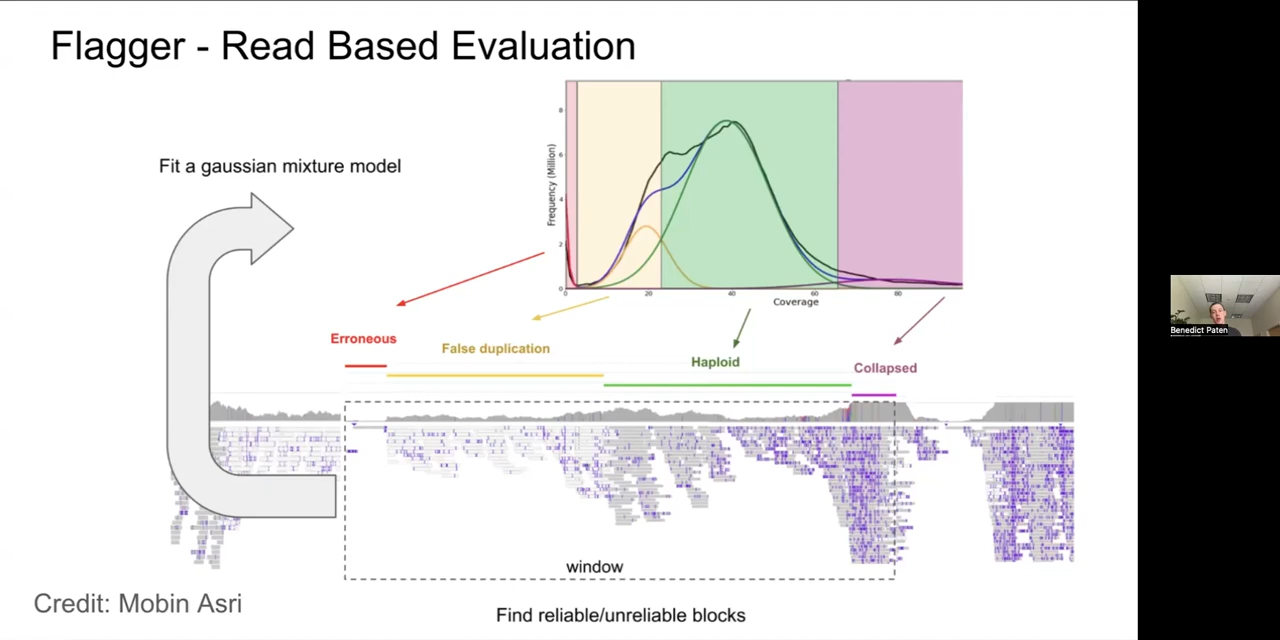 Flagger - Read Based Evaluation
Fit a gaussian mixture model
Frequency (Million)
8
6
4
2
0
0 20 40 60 80
Coverage
Erroneous
False duplication
Haploid
Collapsed
window
Credit: Mobin Asri
Find reliable/unreliable blocks
Benedict Paten